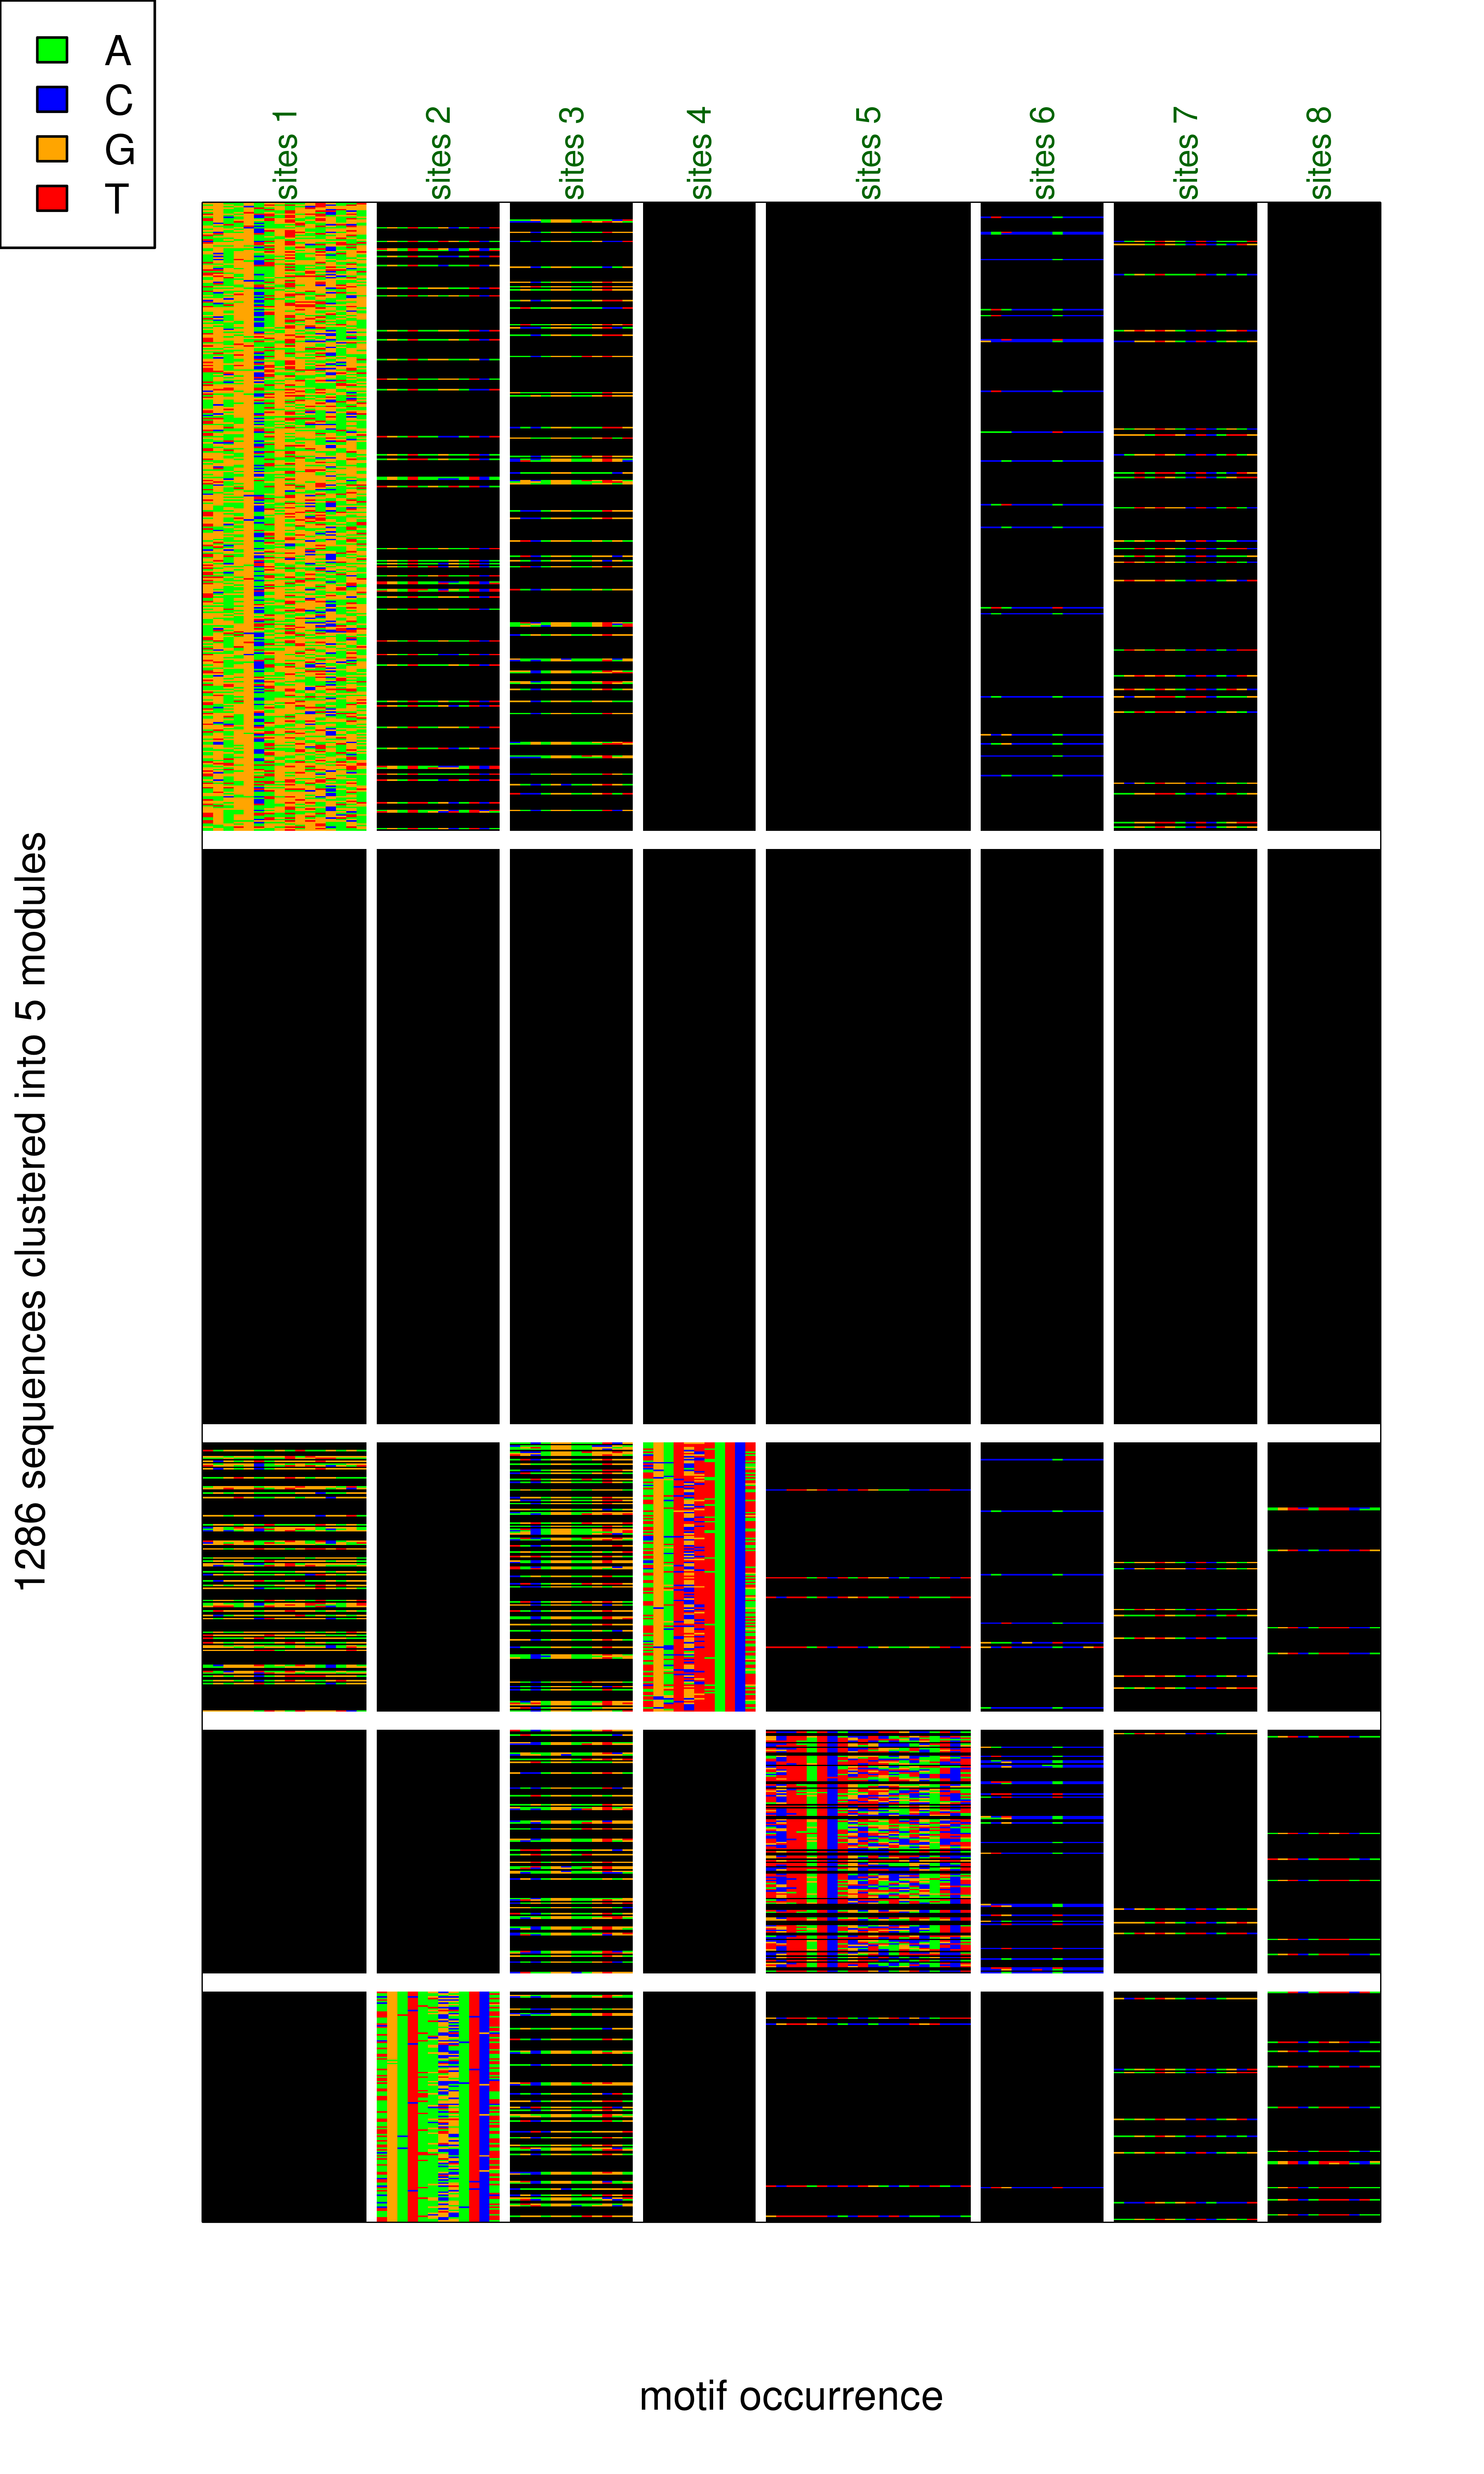 A
C
G
T
sites 1
sites 2
sites 3
sites 4
sites 5
sites 6
sites 7
sites 8
1286 sequences clustered into 5 modules
motif occurrence